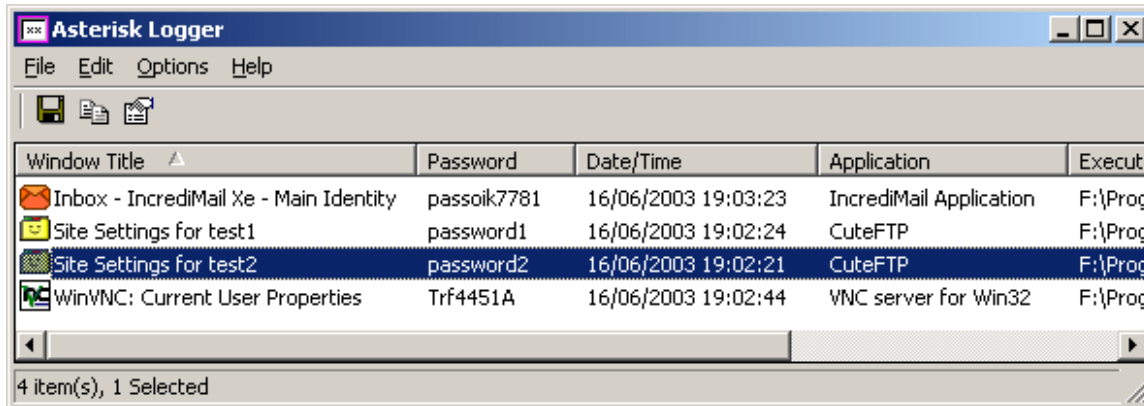 Asterisk Logger
File Edit Options Help
Window Title Password Date/Time Application Execut
Inbox - IncrediMail Xe - Main Identity passoik7781 16/06/2003 19:03:23 IncrediMail Application F:\Prog
Site Settings for test1 password1 16/06/2003 19:02:24 CuteFTP F:\Prog
Site Settings for test2 password2 16/06/2003 19:02:21 CuteFTP F:\Prog
WinVNC: Current User Properties Trf4451A 16/06/2003 19:02:44 VNC server for Win32 F:\Prog
4 item(s), 1 Selected